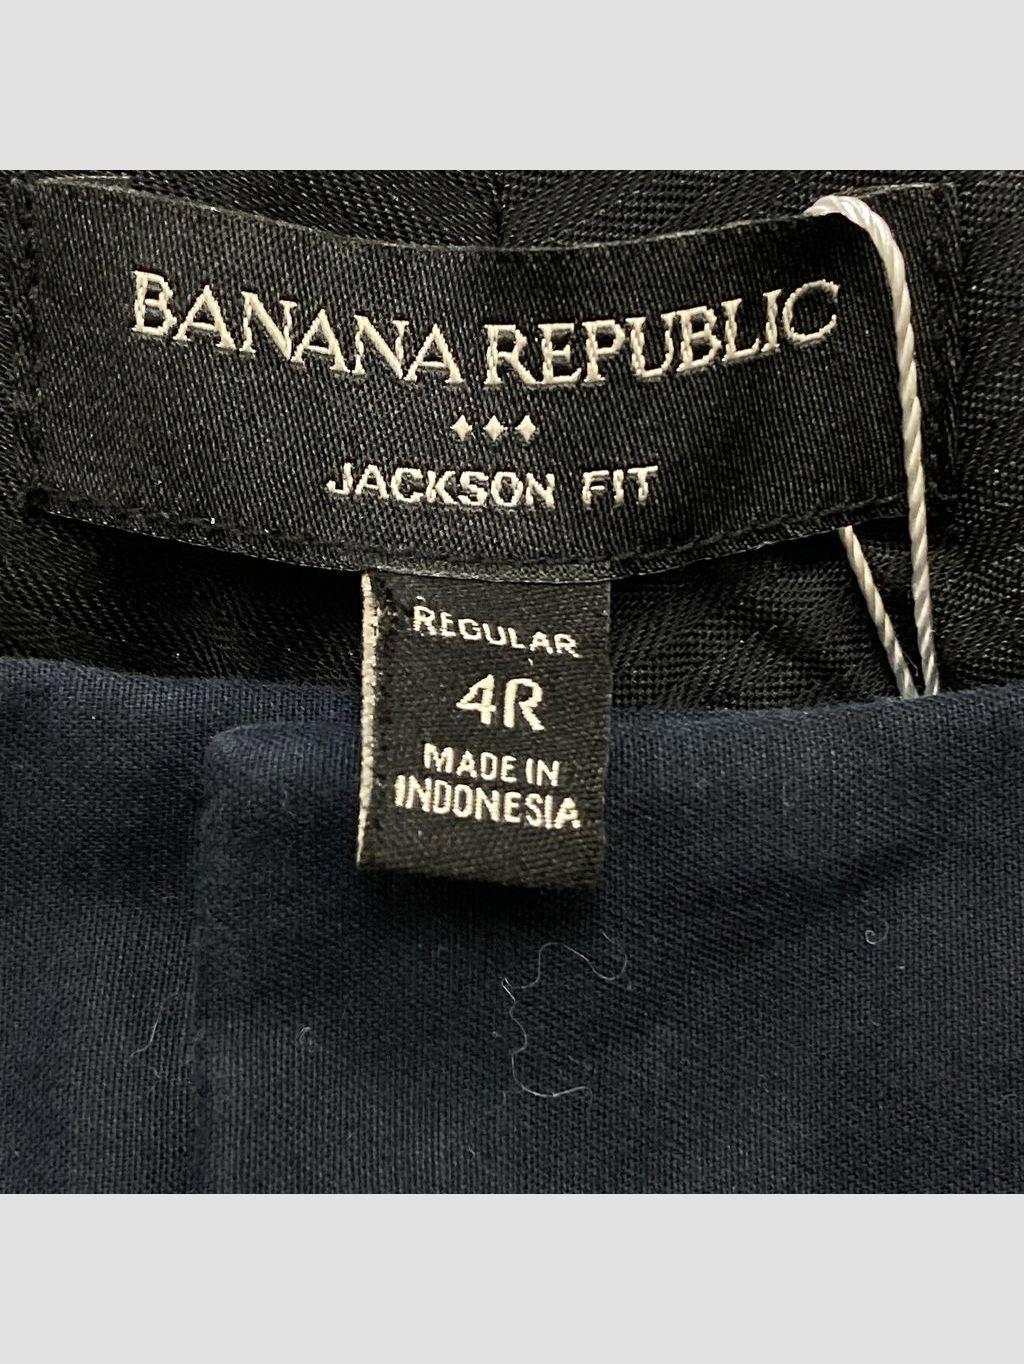 BANANA REPUBLIC
JACKSON FIT
REGULAR
4R
MADE IN
INDONESIA